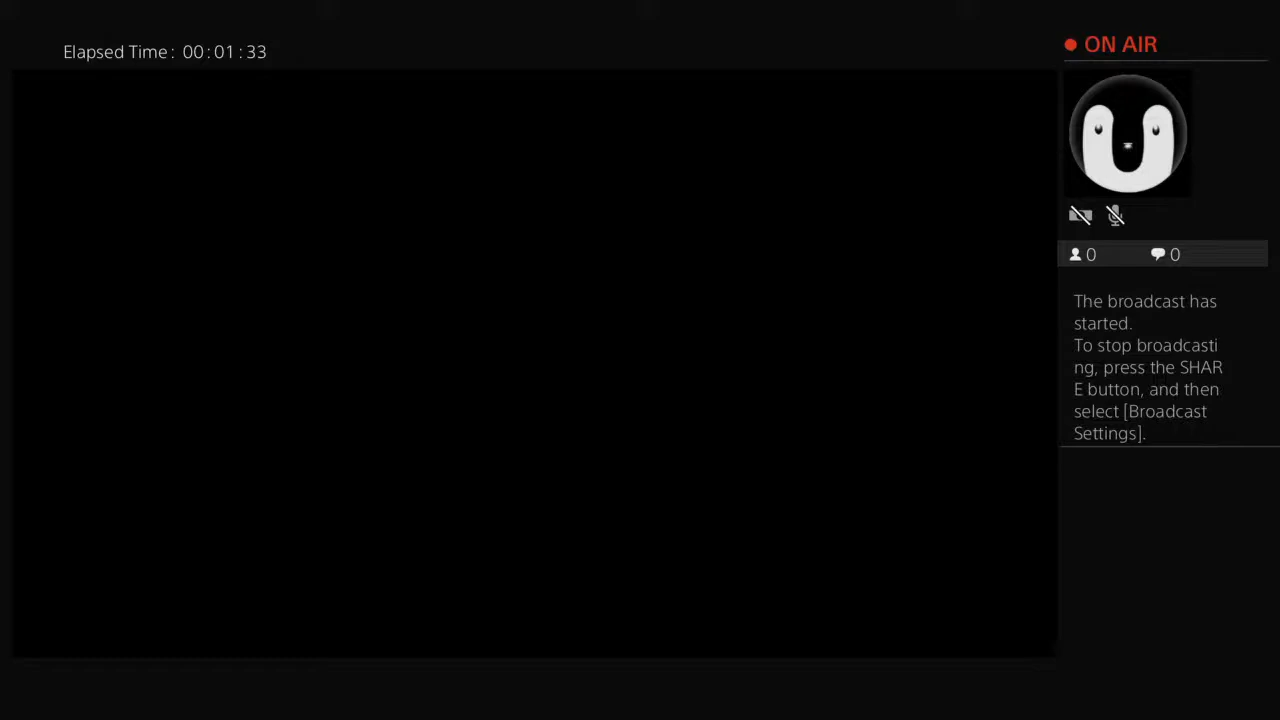 Elapsed Time: 00:01:33
ON AIR
0 0
The broadcast has
started.
To stop broadcasti
ng, press the SHAR
E button, and then
select [Broadcast
Settings].